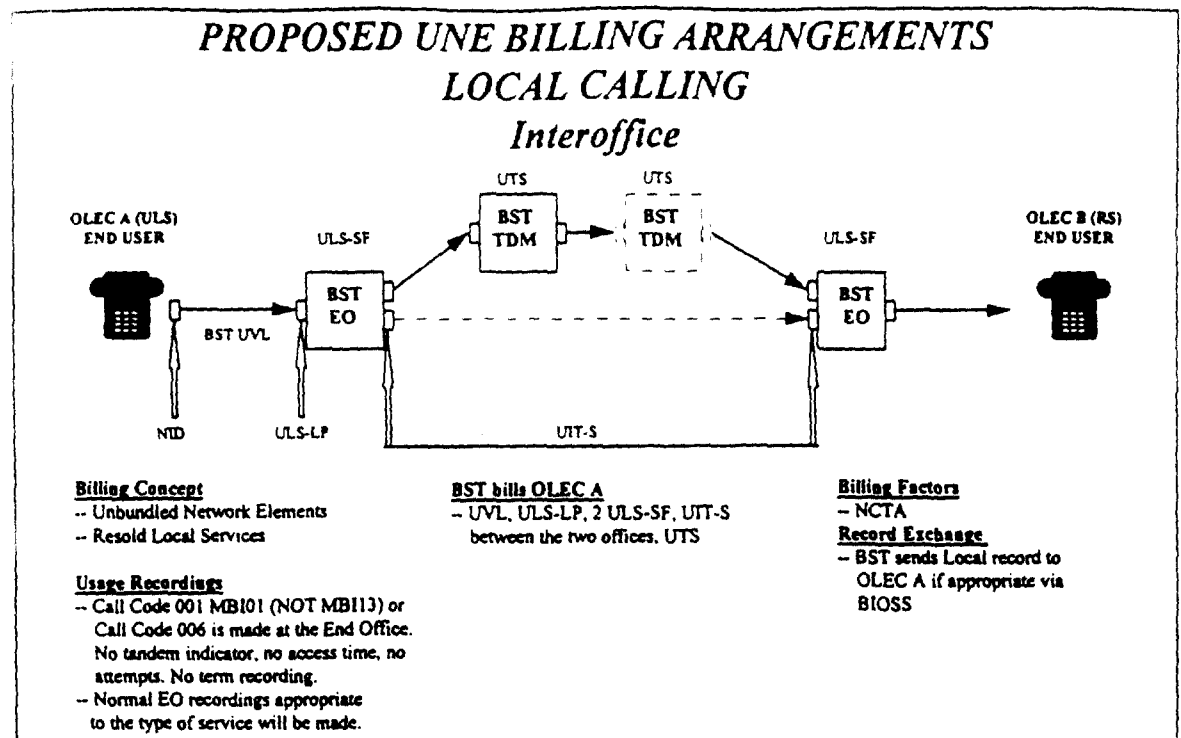 PROPOSED UNE BILLING ARRANGEMENTS
LOCAL CALLING
Interoffice
UTS
UTS
OLEC A (ULS)
END USER
ULS-SF
BST
TDM
BST
TDM
ULS-SF
OLEC B (RS)
END USER
BST
EO
BST
EO
BST UVL
NID
ULS-LP
UIT-S
Billing Concept
-- Unbundled Network Elements
-- Resold Local Services
Usage Recordings
-- Call Code 001 MBI01 (NOT MBI13) or
Call Code 006 is made at the End Office.
No tandem indicator, no access time, no
attempts. No term recording.
-- Normal EO recordings appropriate
to the type of service will be made.
BST bills OLEC A
-- UVL, ULS-LP, 2 ULS-SF, UIT-S
between the two offices, UTS
Billing Factors
-- NCTA
Record Exchange
-- BST sends Local record to
OLEC A if appropriate via
BIOSS